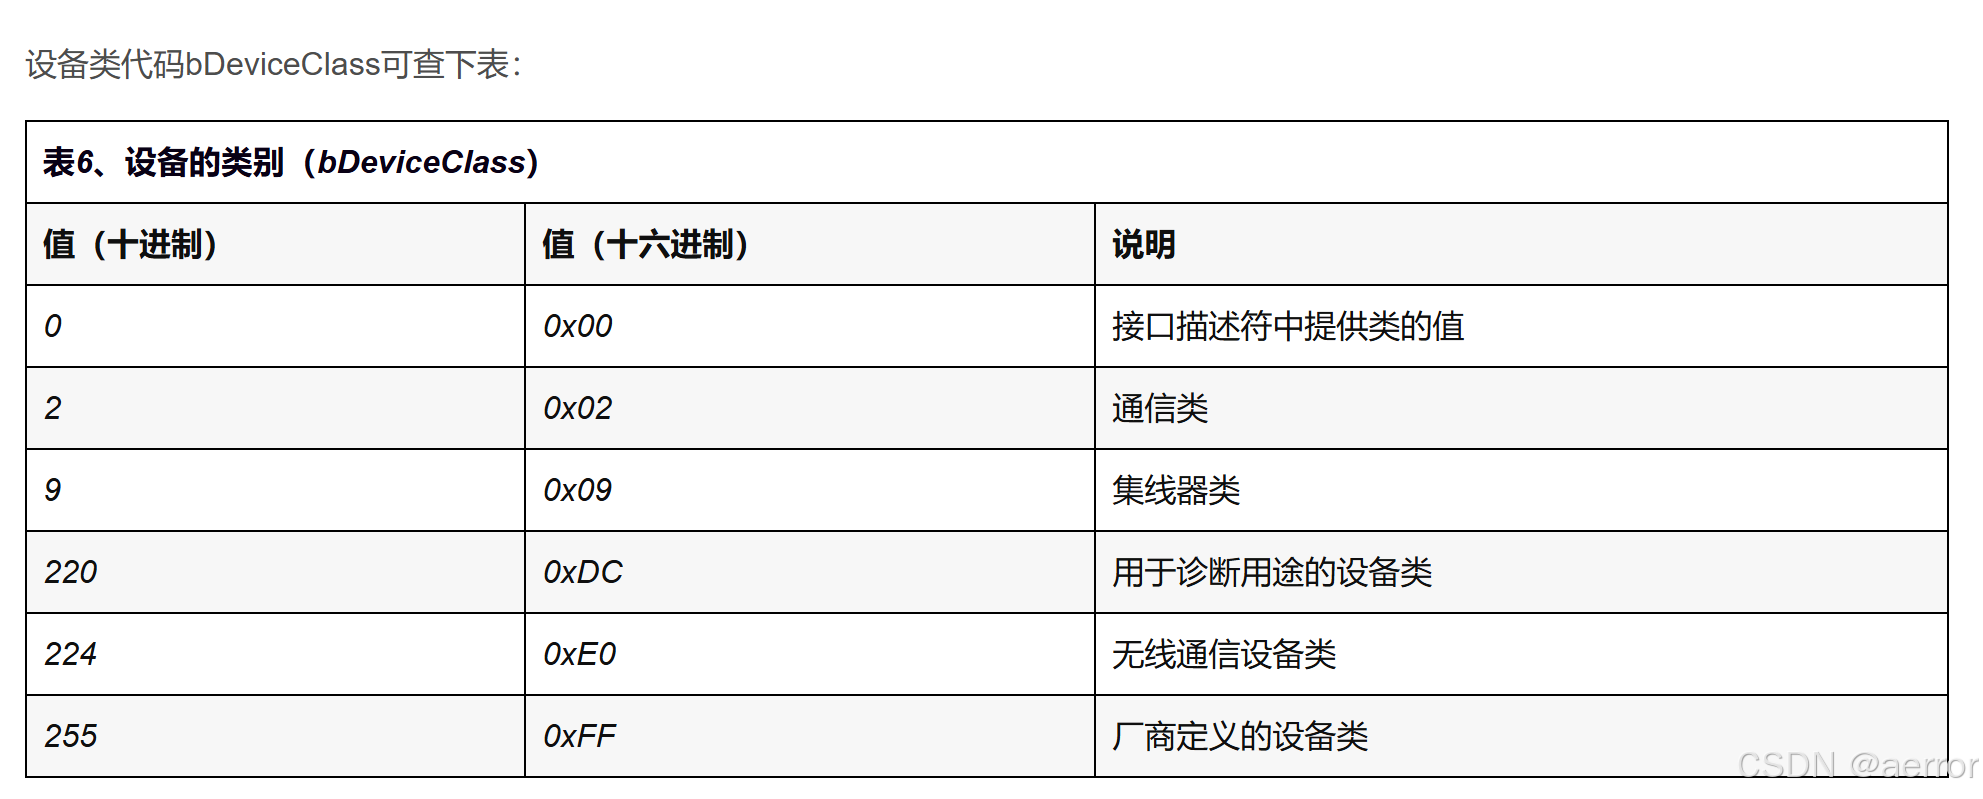 设备类代码bDeviceClass可查下表：
表6、设备的类别（bDeviceClass）
值（十进制） 值（十六进制） 说明
0 0x00 接口描述符中提供类的值
2 0x02 通信类
9 0x09 集线器类
220 0xDC 用于诊断用途的设备类
224 0xE0 无线通信设备类
255 0xFF 厂商定义的设备类
CSDN @aerror